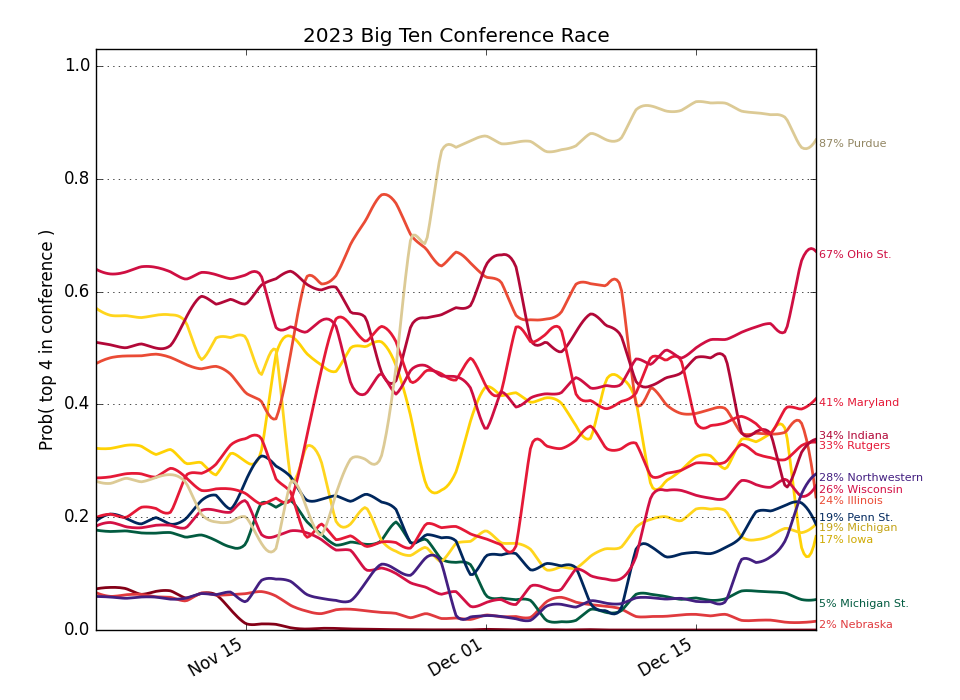 2023 Big Ten Conference Race
Prob( top 4 in conference )
1.0
0.8
0.6
0.4
0.2
0.0
Nov 15
Dec 01
Dec 15
87% Purdue
67% Ohio St.
41% Maryland
34% Indiana
33% Rutgers
28% Northwestern
26% Wisconsin
24% Illinois
19% Penn St.
19% Michigan
17% Iowa
5% Michigan St.
2% Nebraska